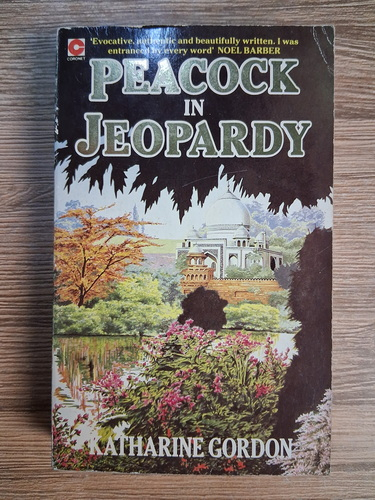 CORONET
'Evocative, authentic and beautifully written. I was
entranced by every word' NOEL BARBER
PEACOCK
IN
JEOPARDY
KATHARINE GORDON